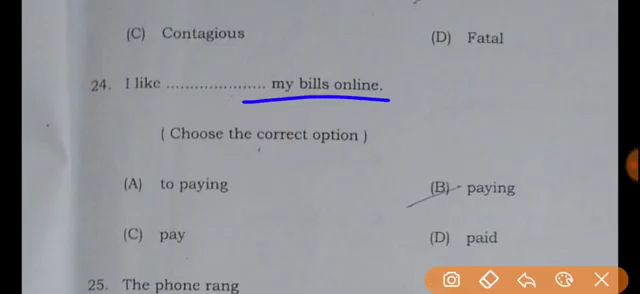 (C) Contagious (D) Fatal
24. I like ..................... my bills online.
( Choose the correct option )
(A) to paying (B) paying
(C) pay (D) paid
25. The phone rang